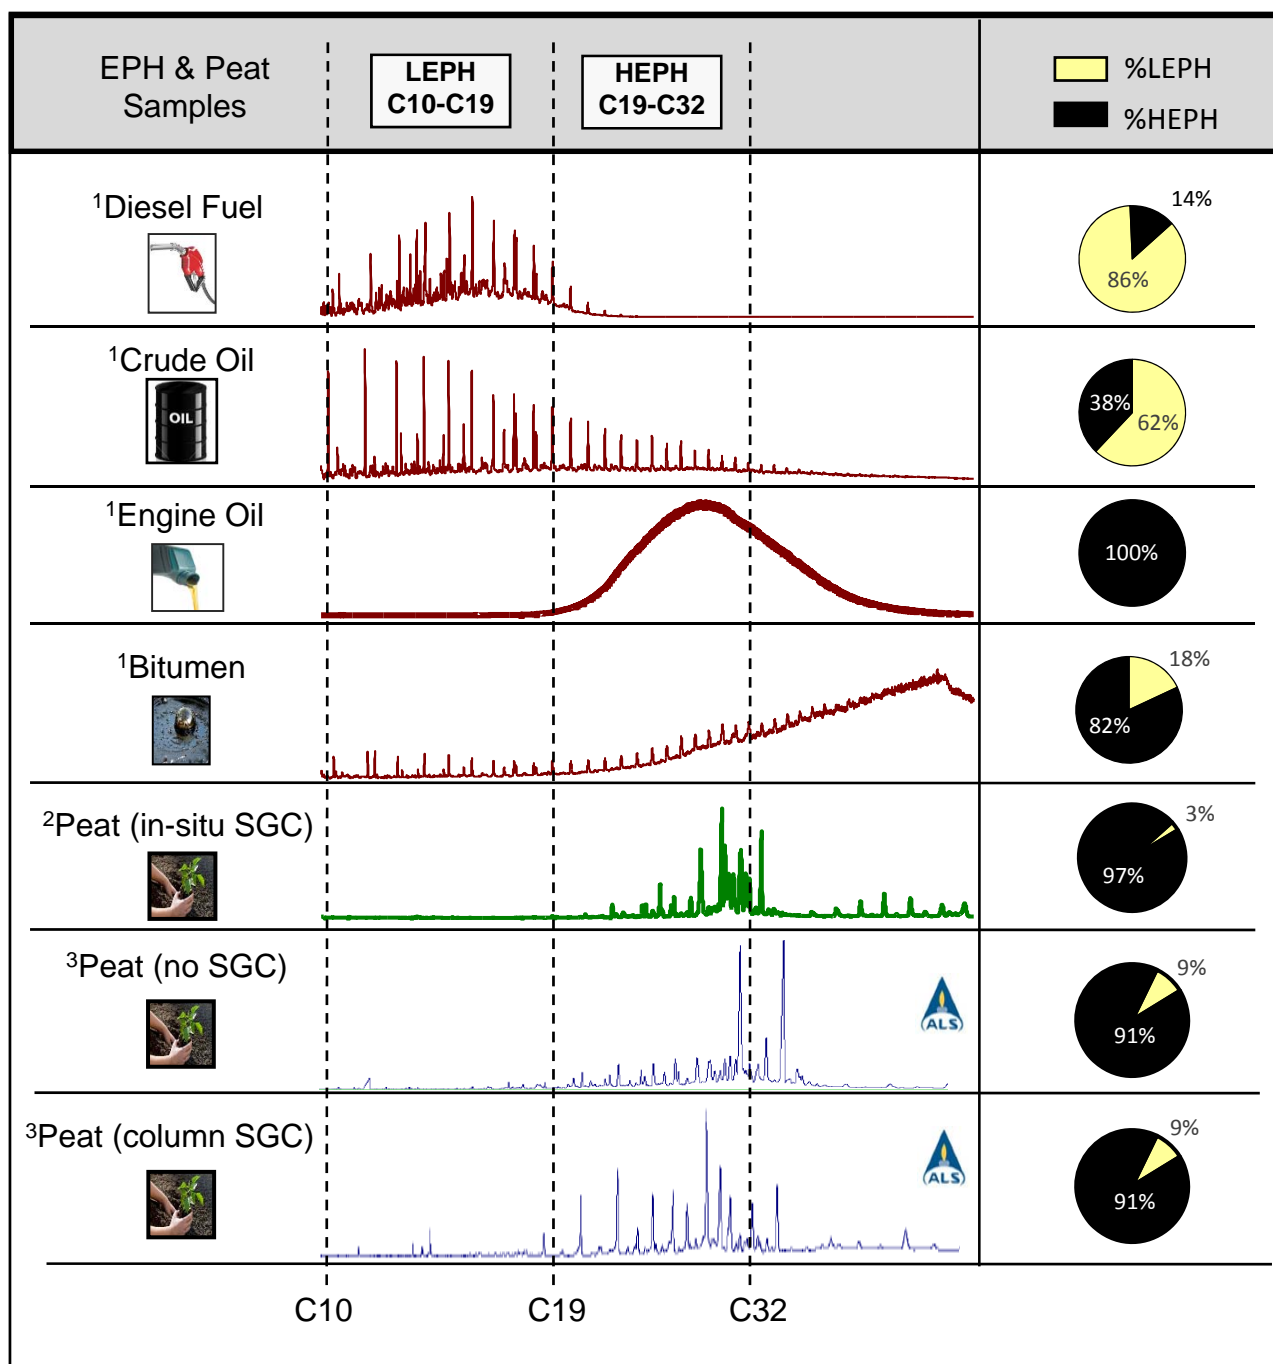 EPH & Peat
Samples
LEPH
C10-C19
HEPH
C19-C32
%LEPH
%HEPH
¹Diesel Fuel
14%
86%
¹Crude Oil
OIL
38%
62%
¹Engine Oil
100%
¹Bitumen
18%
82%
²Peat (in-situ SGC)
3%
97%
³Peat (no SGC)
(ALS)
9%
91%
³Peat (column SGC)
(ALS)
9%
91%
C10
C19
C32